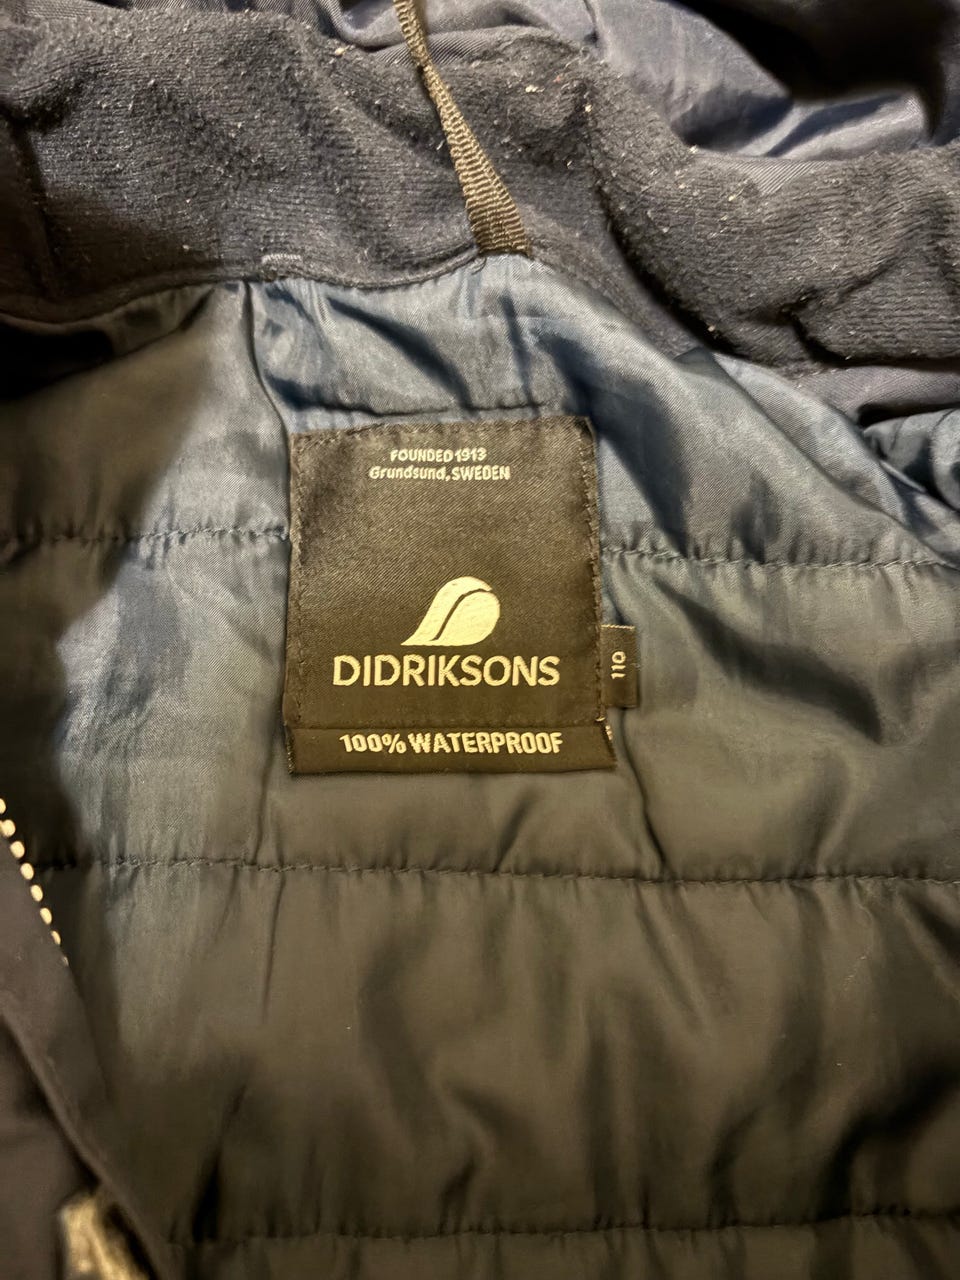 FOUNDED 1913
Grundsund, SWEDEN
DIDRIKSONS
110
100% WATERPROOF